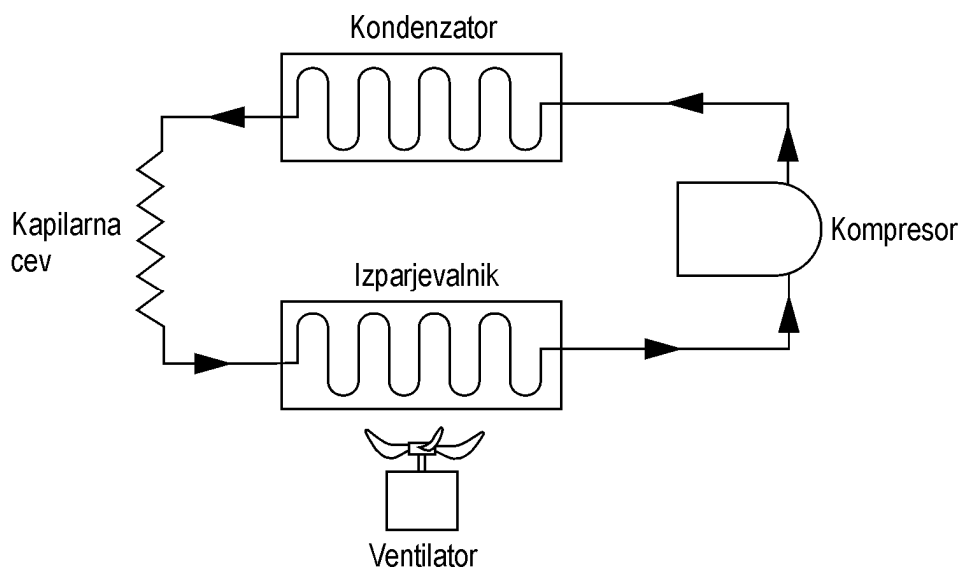 Kondenzator
Kapilarna
cev
Kompresor
Izparjevalnik
Ventilator